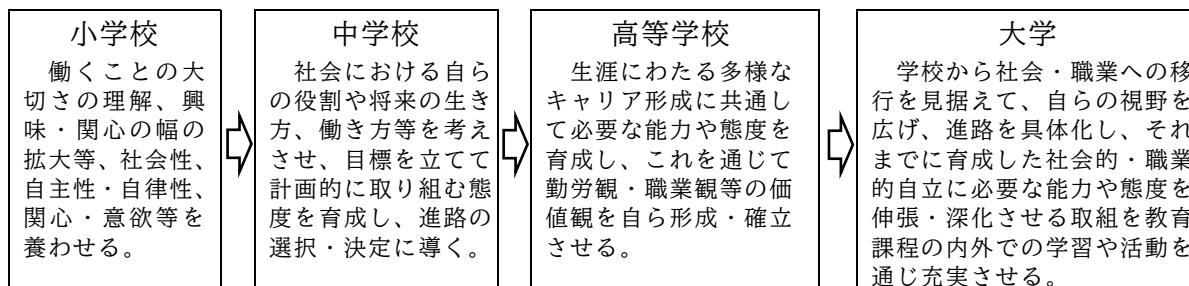 小学校
働くことの大
切さの理解、興
味・関心の幅の
拡大等、社会性、
自主性・自律性、
関心・意欲等を
養わせる。
中学校
社会における自ら
の役割や将来の生き
方、働き方等を考え
させ、目標を立てて
計画的に取り組む態
度を育成し、進路の
選択・決定に導く。
高等学校
生涯にわたる多様な
キャリア形成に共通し
て必要な能力や態度を
育成し、これを通じて
勤労観・職業観等の価
値観を自ら形成・確立
させる。
大学
学校から社会・職業への移
行を見据えて、自らの視野を
広げ、進路を具体化し、それ
までに育成した社会的・職業
的自立に必要な能力や態度を
伸張・深化させる取組を教育
課程の内外での学習や活動を
通じ充実させる。